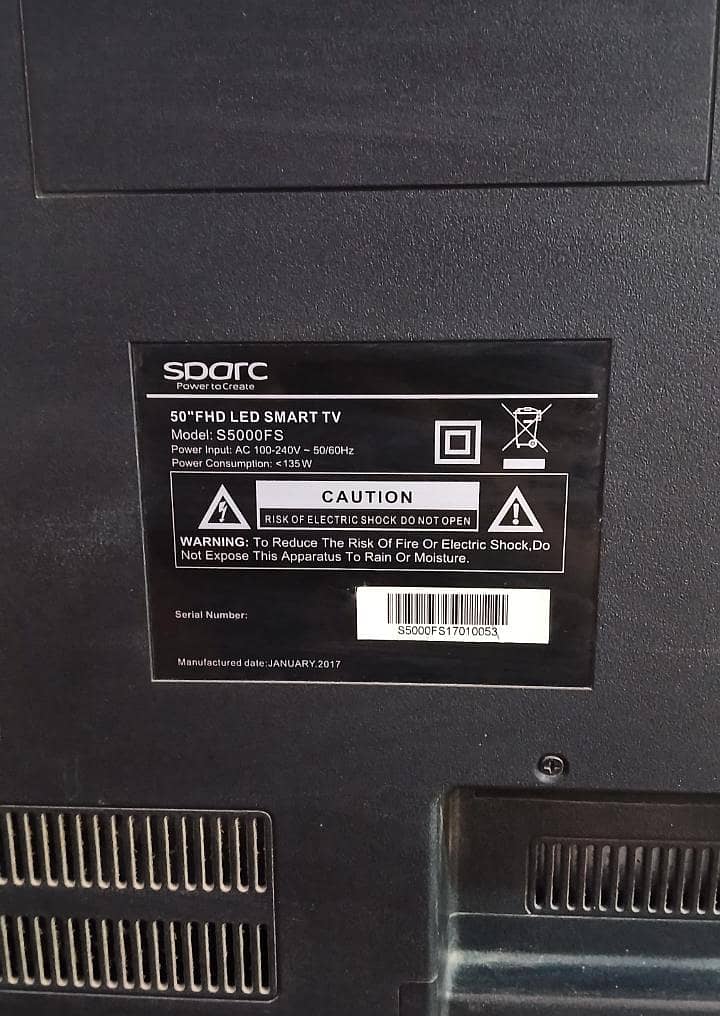 sparc
Power to Create
50"FHD LED SMART TV
Model: S5000FS
Power Input: AC 100-240V ~ 50/60Hz
Power Consumption: <135W
CAUTION
RISK OF ELECTRIC SHOCK DO NOT OPEN
WARNING: To Reduce The Risk Of Fire Or Electric Shock,Do
Not Expose This Apparatus To Rain Or Moisture.
Serial Number:
S5000FS17010053
Manufactured date:JANUARY.2017